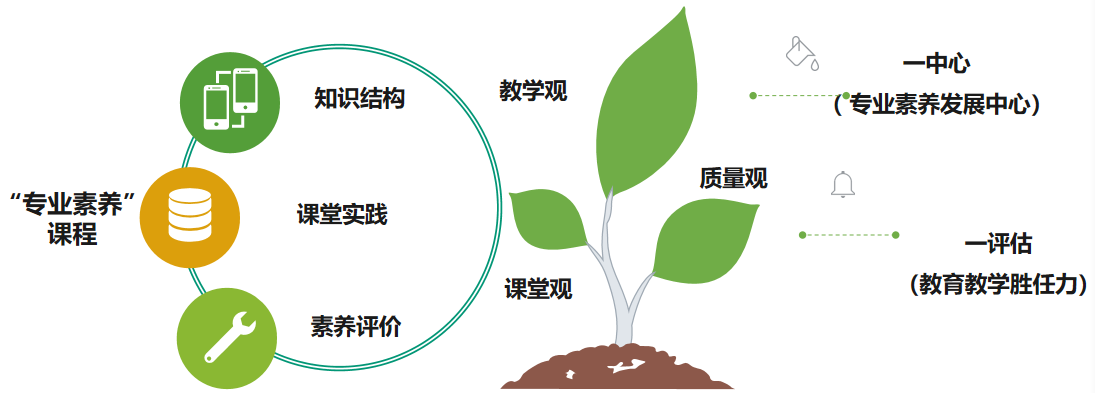 “专业素养”
课程
知识结构
课堂实践
素养评价
教学观
质量观
课堂观
一中心
（ 专业素养发展中心）
一评估
（教育教学胜任力）